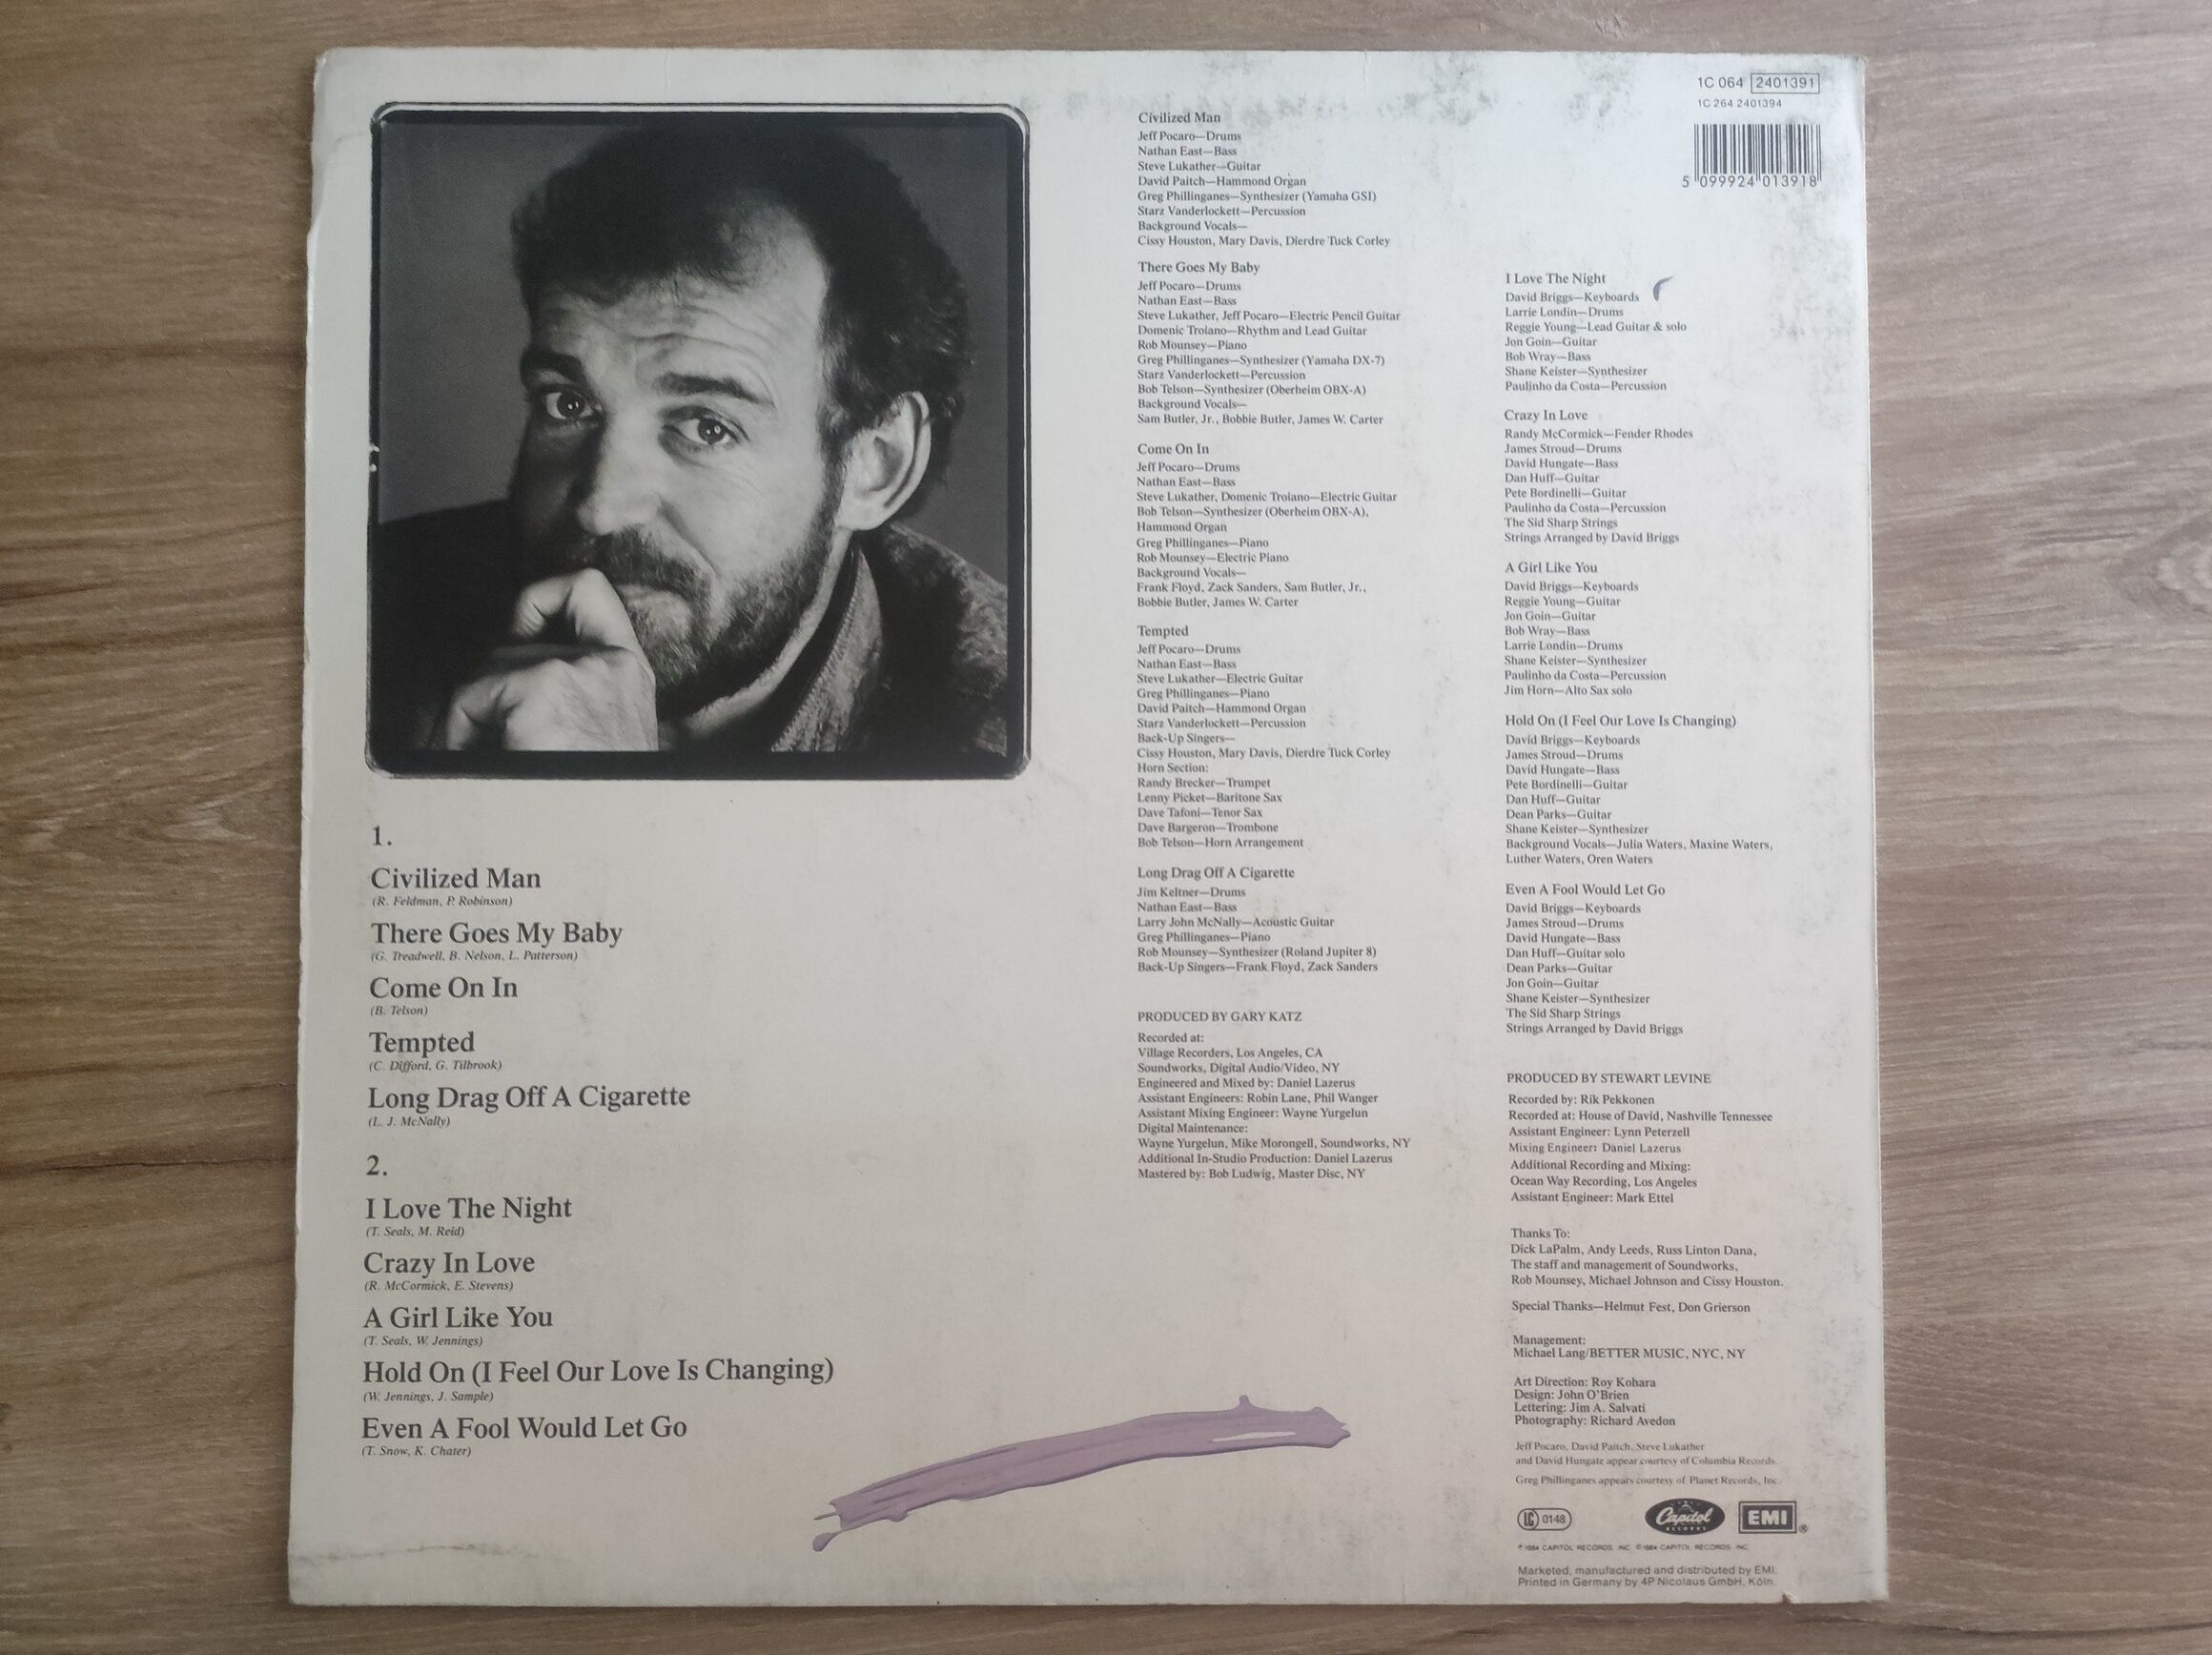 1.
Civilized Man
(R. Feldman, P. Robinson)
There Goes My Baby
(G. Treadwell, B. Nelson, L. Patterson)
Come On In
(B. Telson)
Tempted
(C. Difford, G. Tilbrook)
Long Drag Off A Cigarette
(L. J. McNally)
2.
I Love The Night
(T. Seals, M. Reid)
Crazy In Love
(R. McCormick, E. Stevens)
A Girl Like You
(T. Seals, W. Jennings)
Hold On (I Feel Our Love Is Changing)
(W. Jennings, J. Sample)
Even A Fool Would Let Go
(T. Snow, K. Chater)
Civilized Man
Jeff Pocaro—Drums
Nathan East—Bass
Steve Lukather—Guitar
David Paitch—Hammond Organ
Greg Phillinganes—Synthesizer (Yamaha GS1)
Starz Vanderlockett—Percussion
Background Vocals—
Cissy Houston, Mary Davis, Dierdre Tuck Corley
There Goes My Baby
Jeff Pocaro—Drums
Nathan East—Bass
Steve Lukather, Jeff Pocaro—Electric Pencil Guitar
Domenic Troiano—Rhythm and Lead Guitar
Rob Mounsey—Piano
Greg Phillinganes—Synthesizer (Yamaha DX-7)
Starz Vanderlockett—Percussion
Bob Telson—Synthesizer (Oberheim OBX-A)
Background Vocals—
Sam Butler, Jr., Bobbie Butler, James W. Carter
Come On In
Jeff Pocaro—Drums
Nathan East—Bass
Steve Lukather, Domenic Troiano—Electric Guitar
Bob Telson—Synthesizer (Oberheim OBX-A),
Hammond Organ
Greg Phillinganes—Piano
Rob Mounsey—Electric Piano
Background Vocals—
Frank Floyd, Zack Sanders, Sam Butler, Jr.,
Bobbie Butler, James W. Carter
Tempted
Jeff Pocaro—Drums
Nathan East—Bass
Steve Lukather—Electric Guitar
Greg Phillinganes—Piano
David Paitch—Hammond Organ
Starz Vanderlockett—Percussion
Back-Up Singers—
Cissy Houston, Mary Davis, Dierdre Tuck Corley
Horn Section:
Randy Brecker—Trumpet
Lenny Picket—Baritone Sax
Dave Tafoni—Tenor Sax
Dave Bargeron—Trombone
Bob Telson—Horn Arrangement
Long Drag Off A Cigarette
Jim Keltner—Drums
Nathan East—Bass
Larry John McNally—Acoustic Guitar
Greg Phillinganes—Piano
Rob Mounsey—Synthesizer (Roland Jupiter 8)
Back-Up Singers—Frank Floyd, Zack Sanders
PRODUCED BY GARY KATZ
Recorded at:
Village Recorders, Los Angeles, CA
Soundworks, Digital Audio/Video, NY
Engineered and Mixed by: Daniel Lazerus
Assistant Engineers: Robin Lane, Phil Wanger
Assistant Mixing Engineer: Wayne Yurgelun
Digital Maintenance:
Wayne Yurgelun, Mike Morongell, Soundworks, NY
Additional In-Studio Production: Daniel Lazerus
Mastered by: Bob Ludwig, Master Disc, NY
1C 064 2401391
1C 264 2401394
5 099924 013918
I Love The Night
David Briggs—Keyboards
Larrie Londin—Drums
Reggie Young—Lead Guitar & solo
Jon Goin—Guitar
Bob Wray—Bass
Shane Keister—Synthesizer
Paulinho da Costa—Percussion
Crazy In Love
Randy McCormick—Fender Rhodes
James Stroud—Drums
David Hungate—Bass
Dan Huff—Guitar
Pete Bordinelli—Guitar
Paulinho da Costa—Percussion
The Sid Sharp Strings
Strings Arranged by David Briggs
A Girl Like You
David Briggs—Keyboards
Reggie Young—Guitar
Jon Goin—Guitar
Bob Wray—Bass
Larrie Londin—Drums
Shane Keister—Synthesizer
Paulinho da Costa—Percussion
Jim Horn—Alto Sax solo
Hold On (I Feel Our Love Is Changing)
David Briggs—Keyboards
James Stroud—Drums
David Hungate—Bass
Pete Bordinelli—Guitar
Dan Huff—Guitar
Dean Parks—Guitar
Shane Keister—Synthesizer
Background Vocals—Julia Waters, Maxine Waters,
Luther Waters, Oren Waters
Even A Fool Would Let Go
David Briggs—Keyboards
James Stroud—Drums
David Hungate—Bass
Dan Huff—Guitar solo
Dean Parks—Guitar
Jon Goin—Guitar
Shane Keister—Synthesizer
The Sid Sharp Strings
Strings Arranged by David Briggs
PRODUCED BY STEWART LEVINE
Recorded by: Rik Pekkonen
Recorded at: House of David, Nashville Tennessee
Assistant Engineer: Lynn Peterzell
Mixing Engineer: Daniel Lazerus
Additional Recording and Mixing:
Ocean Way Recording, Los Angeles
Assistant Engineer: Mark Ettel
Thanks To:
Dick LaPalm, Andy Leeds, Russ Linton Dana,
The staff and management of Soundworks,
Rob Mounsey, Michael Johnson and Cissy Houston.
Special Thanks—Helmut Fest, Don Grierson
Management:
Michael Lang/BETTER MUSIC, NYC, NY
Art Direction: Roy Kohara
Design: John O'Brien
Lettering: Jim A. Salvati
Photography: Richard Avedon
Jeff Pocaro, David Paitch, Steve Lukather
and David Hungate appear courtesy of Columbia Records.
Greg Phillinganes appears courtesy of Planet Records, Inc.
LC 0148
Capitol RECORDS
EMI ®
℗ 1984 CAPITOL RECORDS, INC. © 1984 CAPITOL RECORDS, INC.
Marketed, manufactured and distributed by EMI.
Printed in Germany by 4P Nicolaus GmbH, Köln.